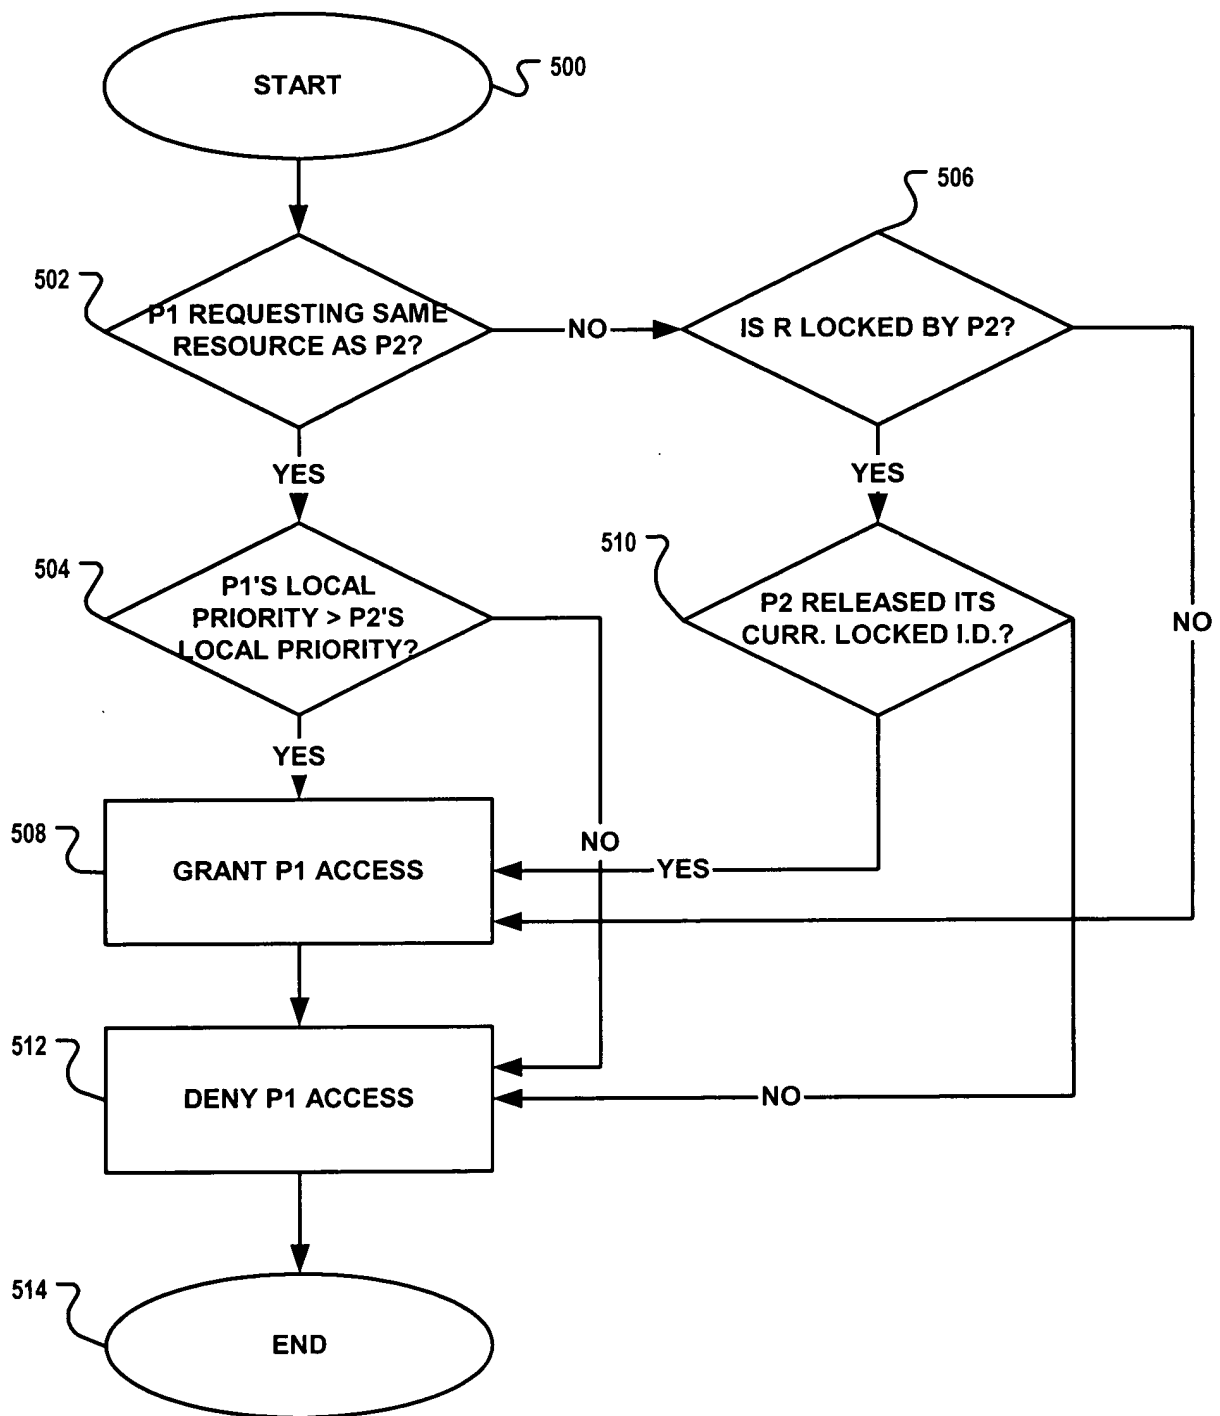 START
500
506
502
P1 REQUESTING SAME
RESOURCE AS P2?
NO
IS R LOCKED BY P2?
YES
YES
504
P1'S LOCAL
PRIORITY > P2'S
LOCAL PRIORITY?
510
P2 RELEASED ITS
CURR. LOCKED I.D.?
NO
YES
508
GRANT P1 ACCESS
NO
YES
512
DENY P1 ACCESS
NO
514
END